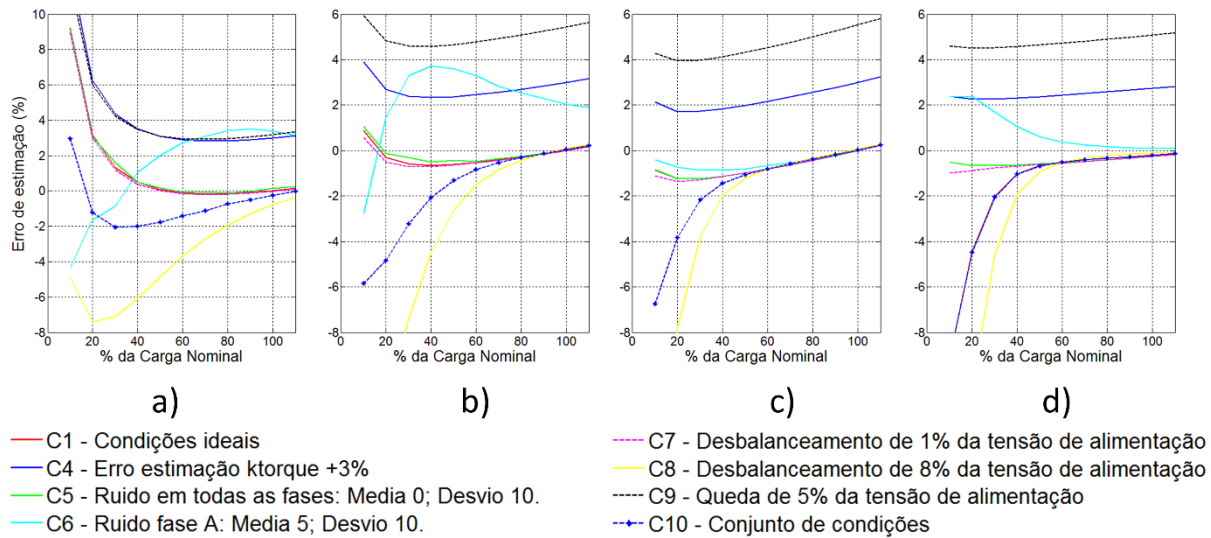 Erro de estimação (%)
10
8
6
4
2
0
-2
-4
-6
-8
0 20 40 60 80 100
% da Carga Nominal
6
4
2
0
-2
-4
-6
-8
0 20 40 60 80 100
% da Carga Nominal
6
4
2
0
-2
-4
-6
-8
0 20 40 60 80 100
% da Carga Nominal
6
4
2
0
-2
-4
-6
-8
0 20 40 60 80 100
% da Carga Nominal
a) b) c) d)
C1 - Condições ideais
C4 - Erro estimação ktorque +3%
C5 - Ruido em todas as fases: Media 0; Desvio 10.
C6 - Ruido fase A: Media 5; Desvio 10.
C7 - Desbalanceamento de 1% da tensão de alimentação
C8 - Desbalanceamento de 8% da tensão de alimentação
C9 - Queda de 5% da tensão de alimentação
C10 - Conjunto de condições